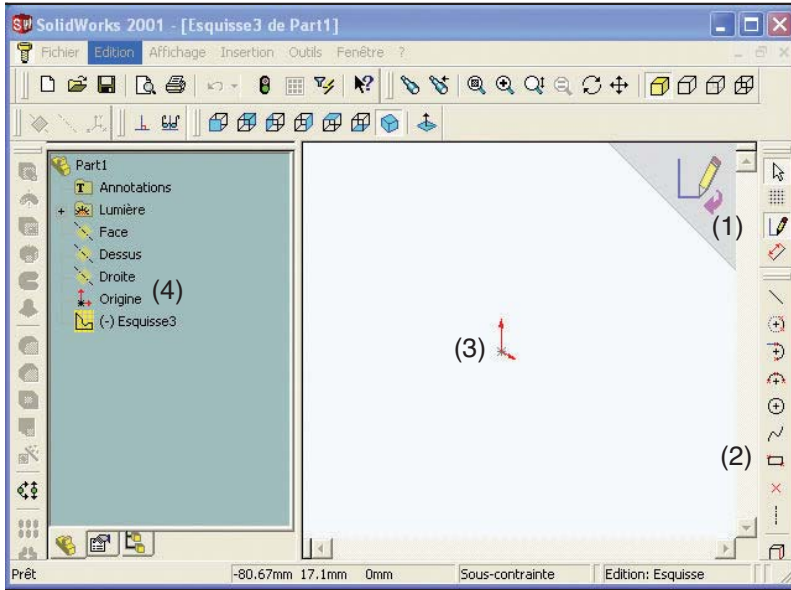 SolidWorks 2001 - [Esquisse3 de Part1]
Fichier Edition Affichage Insertion Outils Fenêtre ?
Part1
Annotations
Lumière
Face
Dessus
Droite
Origine (4)
(-) Esquisse3
(1)
(3)
(2)
Prêt -80.67mm 17.1mm 0mm Sous-contrainte Edition: Esquisse